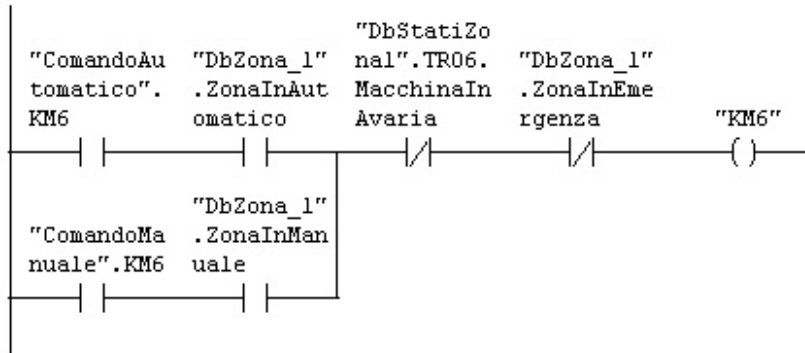 "DbStatiZo
"ComandoAu "DbZona_1" nal".TR06. "DbZona_1"
tomatico". .ZonaInAut MacchinaIn .ZonaInEme
KM6 omatico Avaria rgenza "KM6"
"DbZona_1"
"ComandoMa .ZonaInMan
nuale".KM6 uale